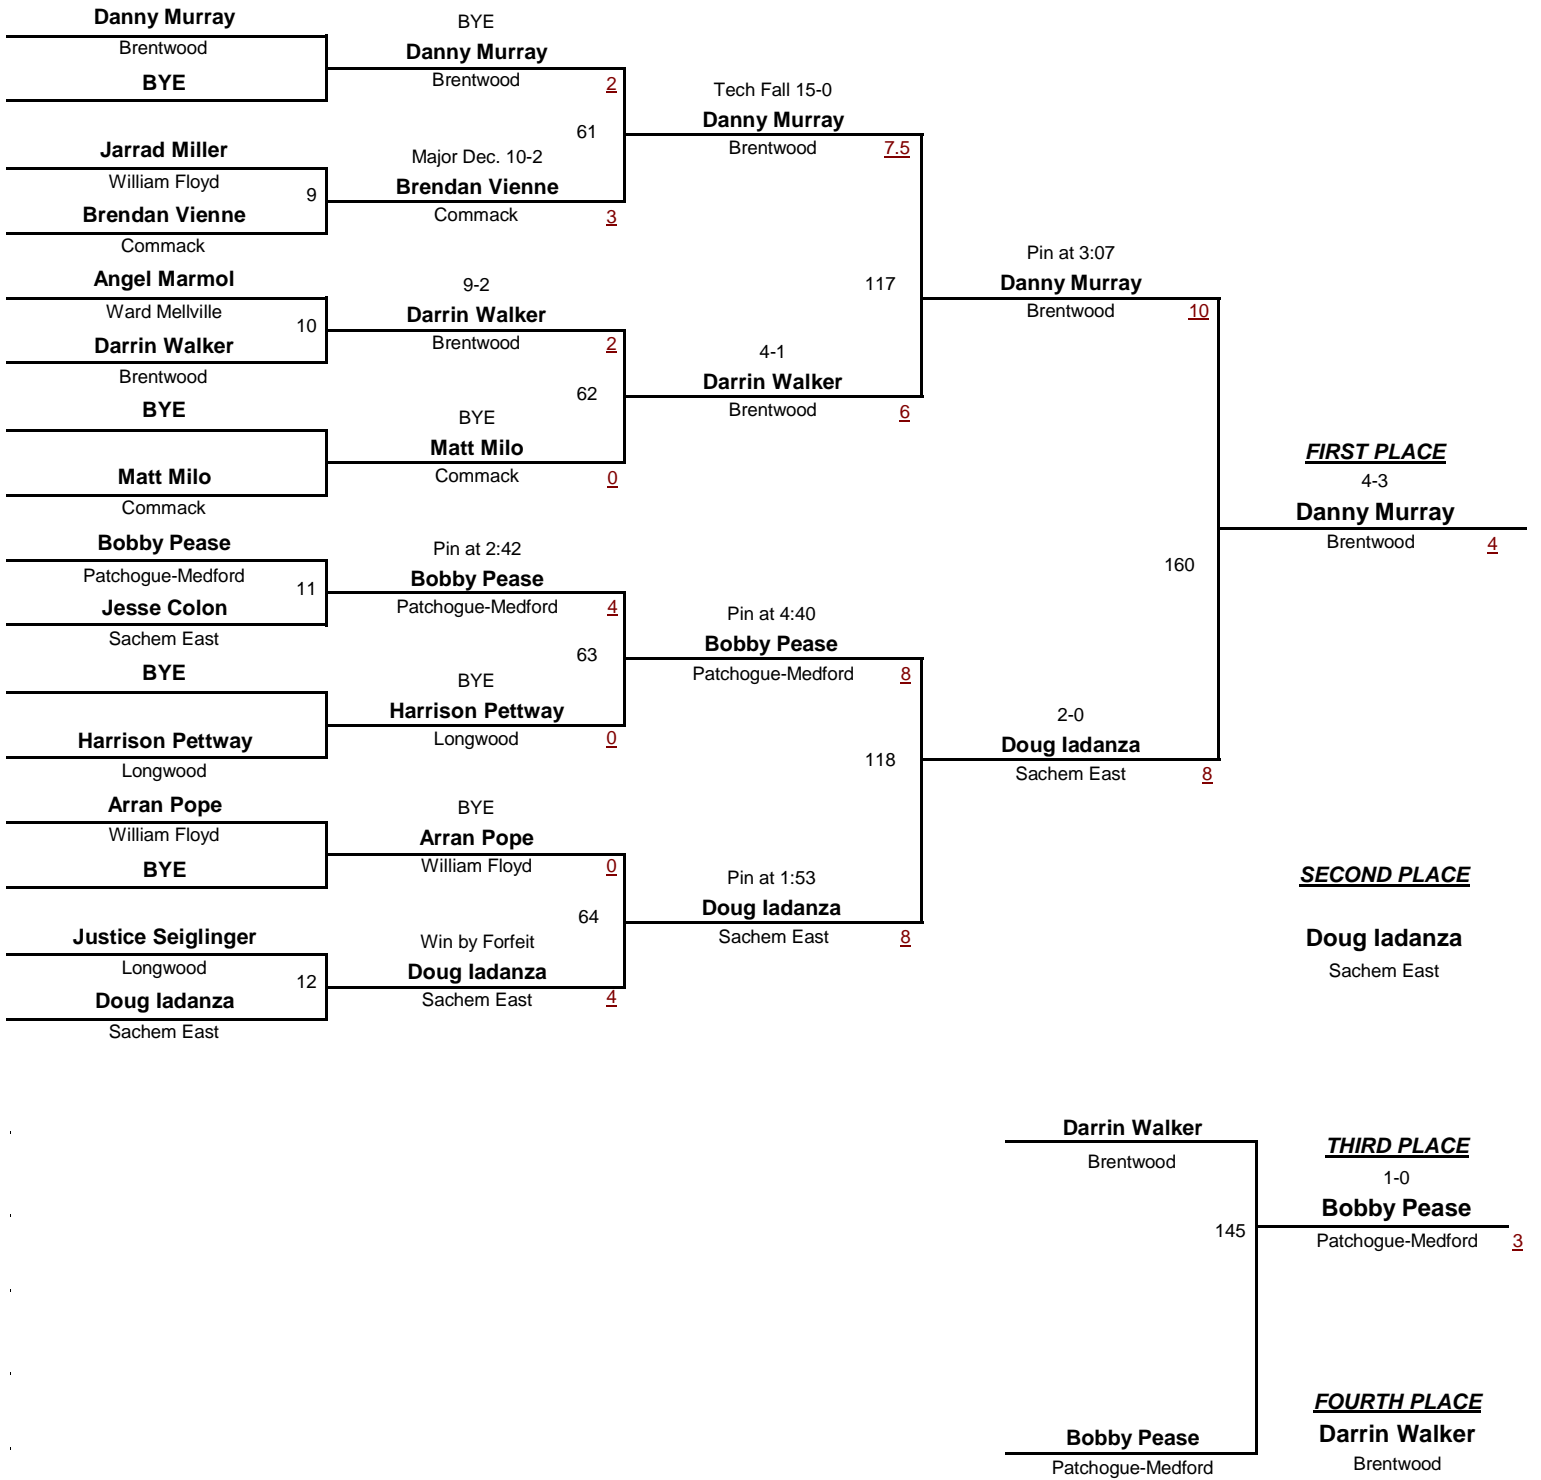 Danny Murray
Brentwood
BYE
Jarrad Miller
William Floyd
9
Brendan Vienne
Commack
Angel Marmol
Ward Mellville
10
Darrin Walker
Brentwood
BYE
Matt Milo
Commack
Bobby Pease
Patchogue-Medford
11
Jesse Colon
Sachem East
BYE
Harrison Pettway
Longwood
Arran Pope
William Floyd
BYE
Justice Seiglinger
Longwood
12
Doug Iadanza
Sachem East
BYE
Danny Murray
Brentwood 2
61
Major Dec. 10-2
Brendan Vienne
Commack 3
9-2
Darrin Walker
Brentwood 2
62
BYE
Matt Milo
Commack 0
Pin at 2:42
Bobby Pease
Patchogue-Medford 4
63
BYE
Harrison Pettway
Longwood 0
BYE
Arran Pope
William Floyd 0
64
Win by Forfeit
Doug Iadanza
Sachem East 4
Tech Fall 15-0
Danny Murray
Brentwood 7.5
117
4-1
Darrin Walker
Brentwood 6
Pin at 4:40
Bobby Pease
Patchogue-Medford 8
118
Pin at 1:53
Doug Iadanza
Sachem East 8
Pin at 3:07
Danny Murray
Brentwood 10
160
2-0
Doug Iadanza
Sachem East 8
FIRST PLACE
4-3
Danny Murray
Brentwood 4
SECOND PLACE
Doug Iadanza
Sachem East
Darrin Walker
Brentwood
145
Bobby Pease
Patchogue-Medford
THIRD PLACE
1-0
Bobby Pease
Patchogue-Medford 3
FOURTH PLACE
Darrin Walker
Brentwood